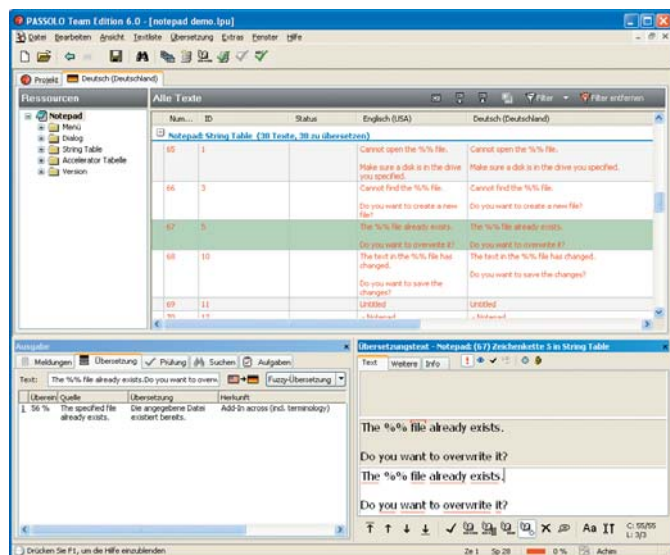 PASSOLO Team Edition 6.0 - [notepad demo.lpu]
Datei Bearbeiten Ansicht Textliste Übersetzung Extras Fenster Hilfe
Projekt Deutsch (Deutschland)
Ressourcen
Alle Texte
Filter Filter entfernen
Notepad
Menü
Dialog
String Table
Accelerator Tabelle
Version
Num... ID Status Englisch (USA) Deutsch (Deutschland)
Notepad: String Table (30 Texte, 30 zu übersetzen)
65 1 Cannot open the %% file. Cannot open the %% file.
Make sure a disk is in the drive you specified. Make sure a disk is in the drive you specified.
66 3 Cannot find the %% file. Cannot find the %% file.
Do you want to create a new file? Do you want to create a new file?
67 5 The %% file already exists. The %% file already exists.
Do you want to overwrite it? Do you want to overwrite it?
68 10 The text in the %% file has changed. The text in the %% file has changed.
Do you want to save the changes? Do you want to save the changes?
69 11 Untitled Untitled
70 12 - Notepad - Notepad
Ausgabe
Meldungen Übersetzung Prüfung Suchen Aufgaben
Text: The %% file already exists.Do you want to overw
Fuzzy-Übersetzung
Überein Quelle Übersetzung Herkunft
1 56 % The specified file already exists. Die angegebene Datei existiert bereits. Add-In across (incl. terminology)
Übersetzungstext - Notepad: (67) Zeichenkette 5 in String Table
Text Weitere Info
The %% file already exists.
Do you want to overwrite it?
The %% file already exists.
Do you want to overwrite it?
Aa
C: 55/55
L: 3/3
Drücken Sie F1, um die Hilfe einzublenden
Ze 1 Sp 28 0 % Achim